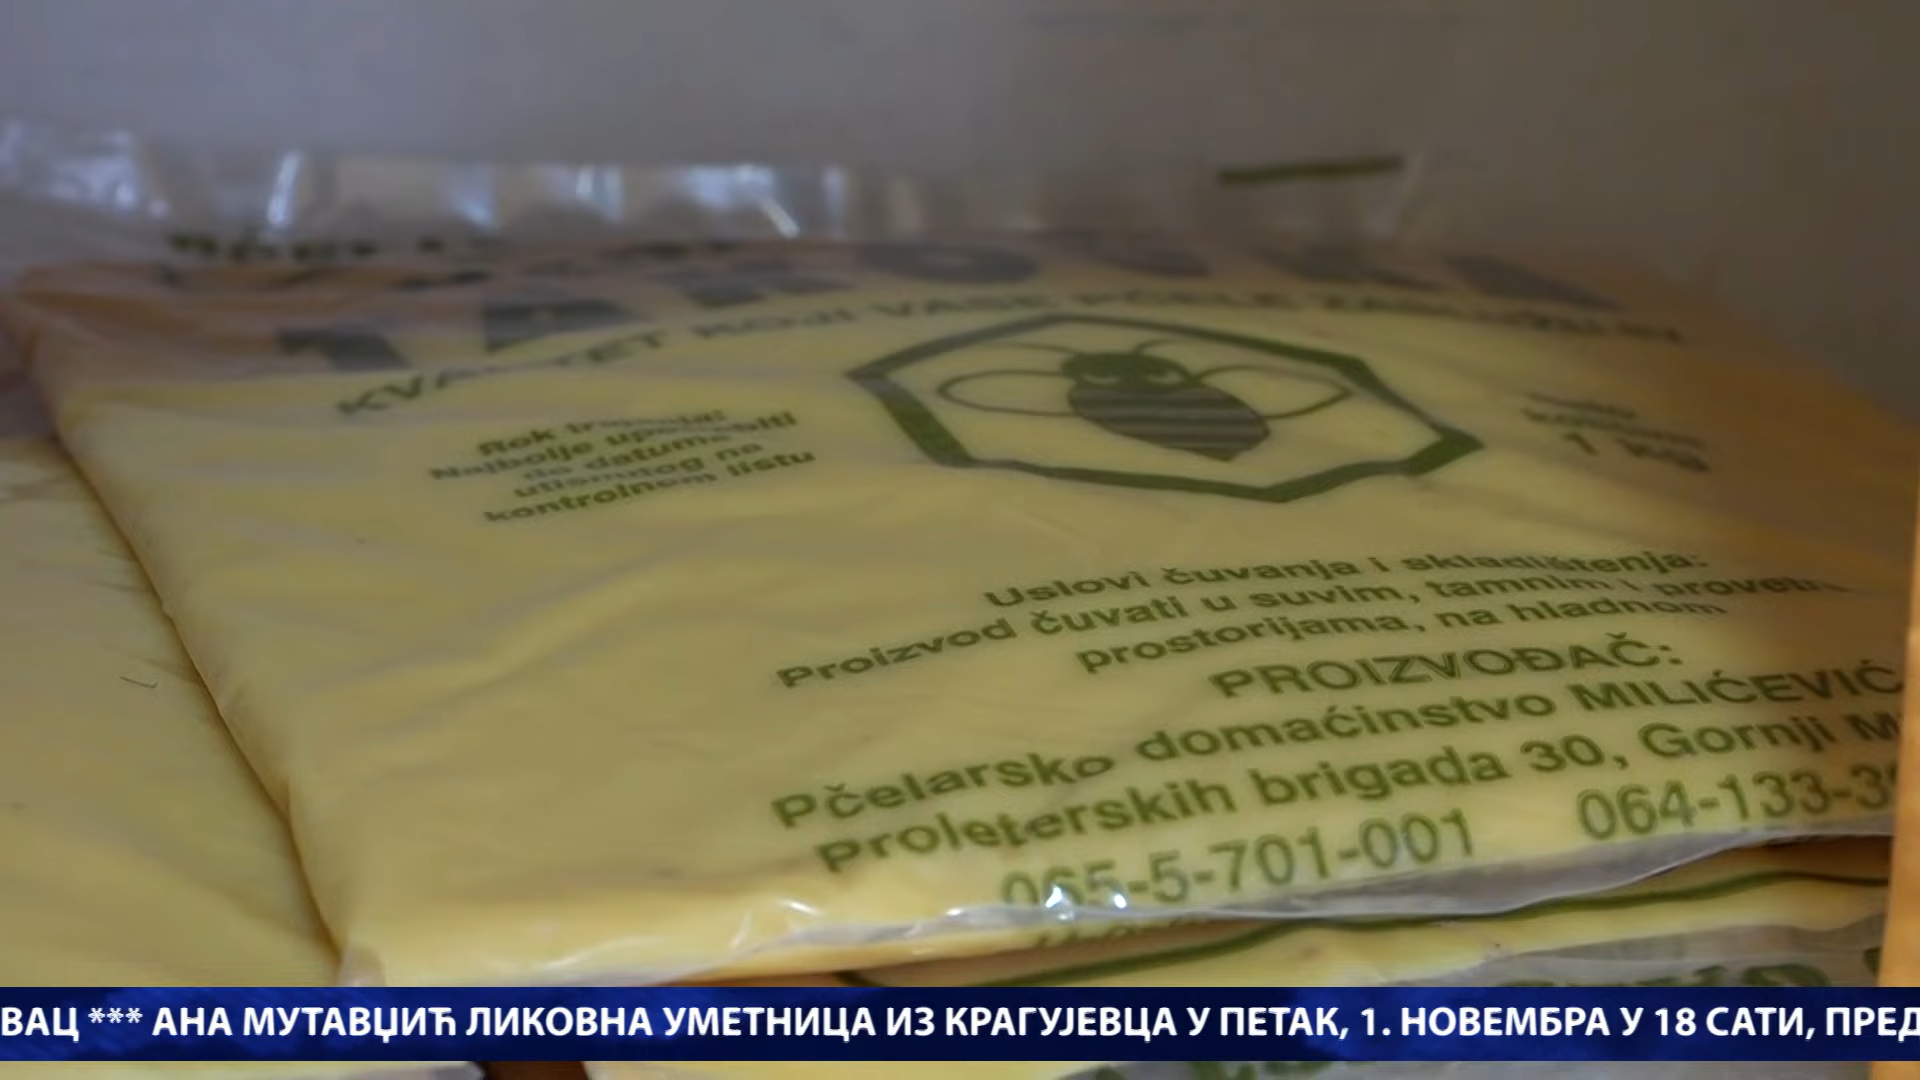 KVALITET KOJI VAŠE PČELE ZASLUŽUJU
Rok trajanja:
Najbolje upotrebiti
do datuma
utisnutog na
kontrolnom listu
1 kg
Uslovi čuvanja i skladištenja:
Proizvod čuvati u suvim, tamnim i
prostorijama, na hladnom
PROIZVOĐAČ:
Pčelarsko domaćinstvo MILIĆEVIĆ
Proleterskih brigada 30, Gornji
065-5-701-001 064-133-3
ВАЦ *** АНА МУТАВЏИЋ ЛИКОВНА УМЕТНИЦА ИЗ КРАГУЈЕВЦА У ПЕТАК, 1. НОВЕМБРА У 18 САТИ, ПРЕД